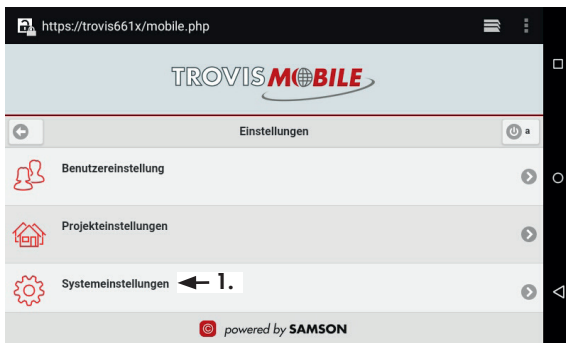 https://trovis661x/mobile.php
TROVIS MOBILE
Einstellungen
a
Benutzereinstellung
Projekteinstellungen
Systemeinstellungen 1.
© powered by SAMSON